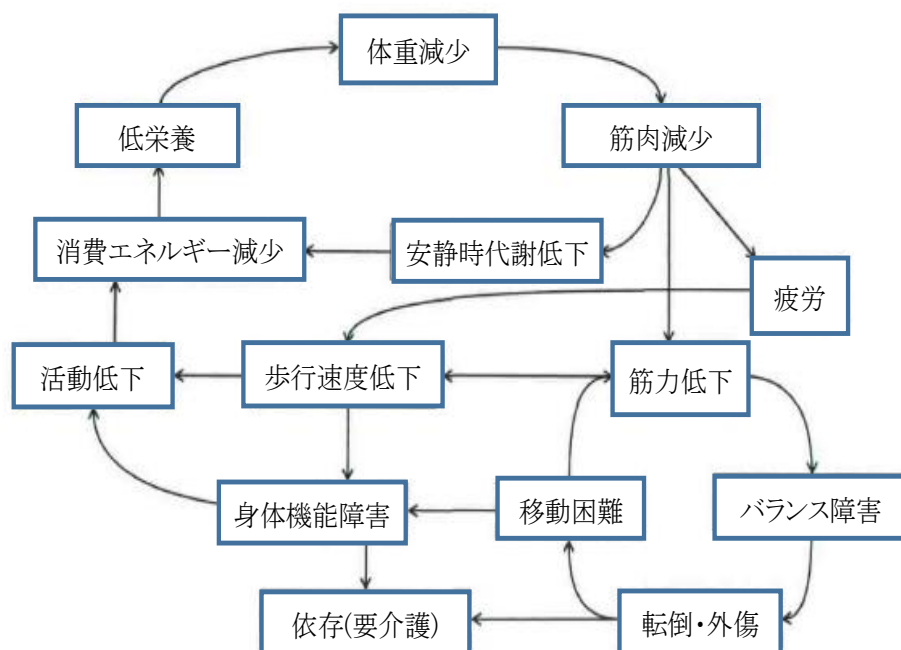 体重減少
低栄養
筋肉減少
消費エネルギー減少
安静時代謝低下
疲労
活動低下
歩行速度低下
筋力低下
身体機能障害
移動困難
バランス障害
依存(要介護)
転倒・外傷